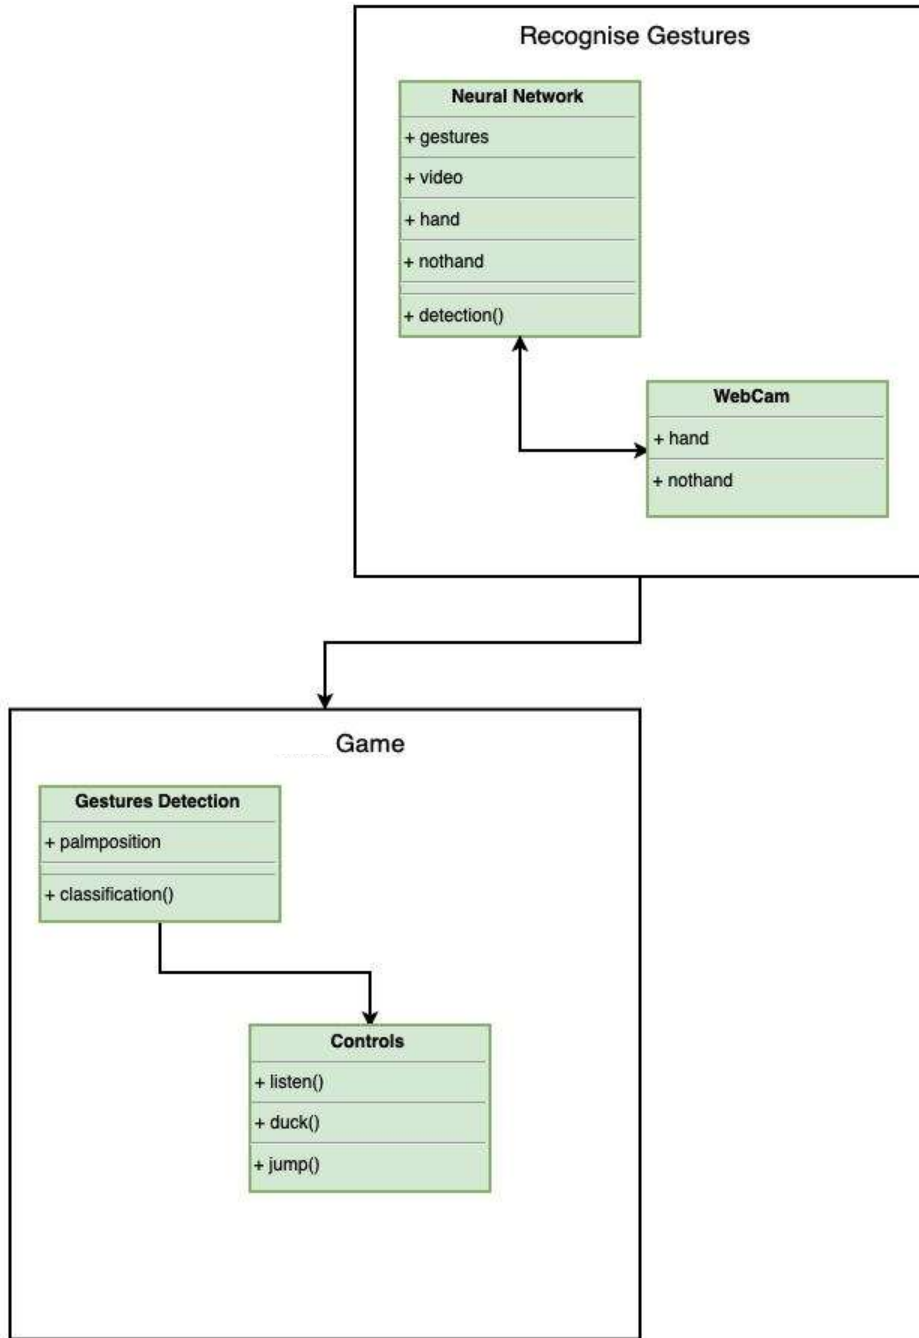 Recognise Gestures
Neural Network
+ gestures
+ video
+ hand
+ nothand
+ detection()
WebCam
+ hand
+ nothand
Game
Gestures Detection
+ palmposition
+ classification()
Controls
+ listen()
+ duck()
+ jump()